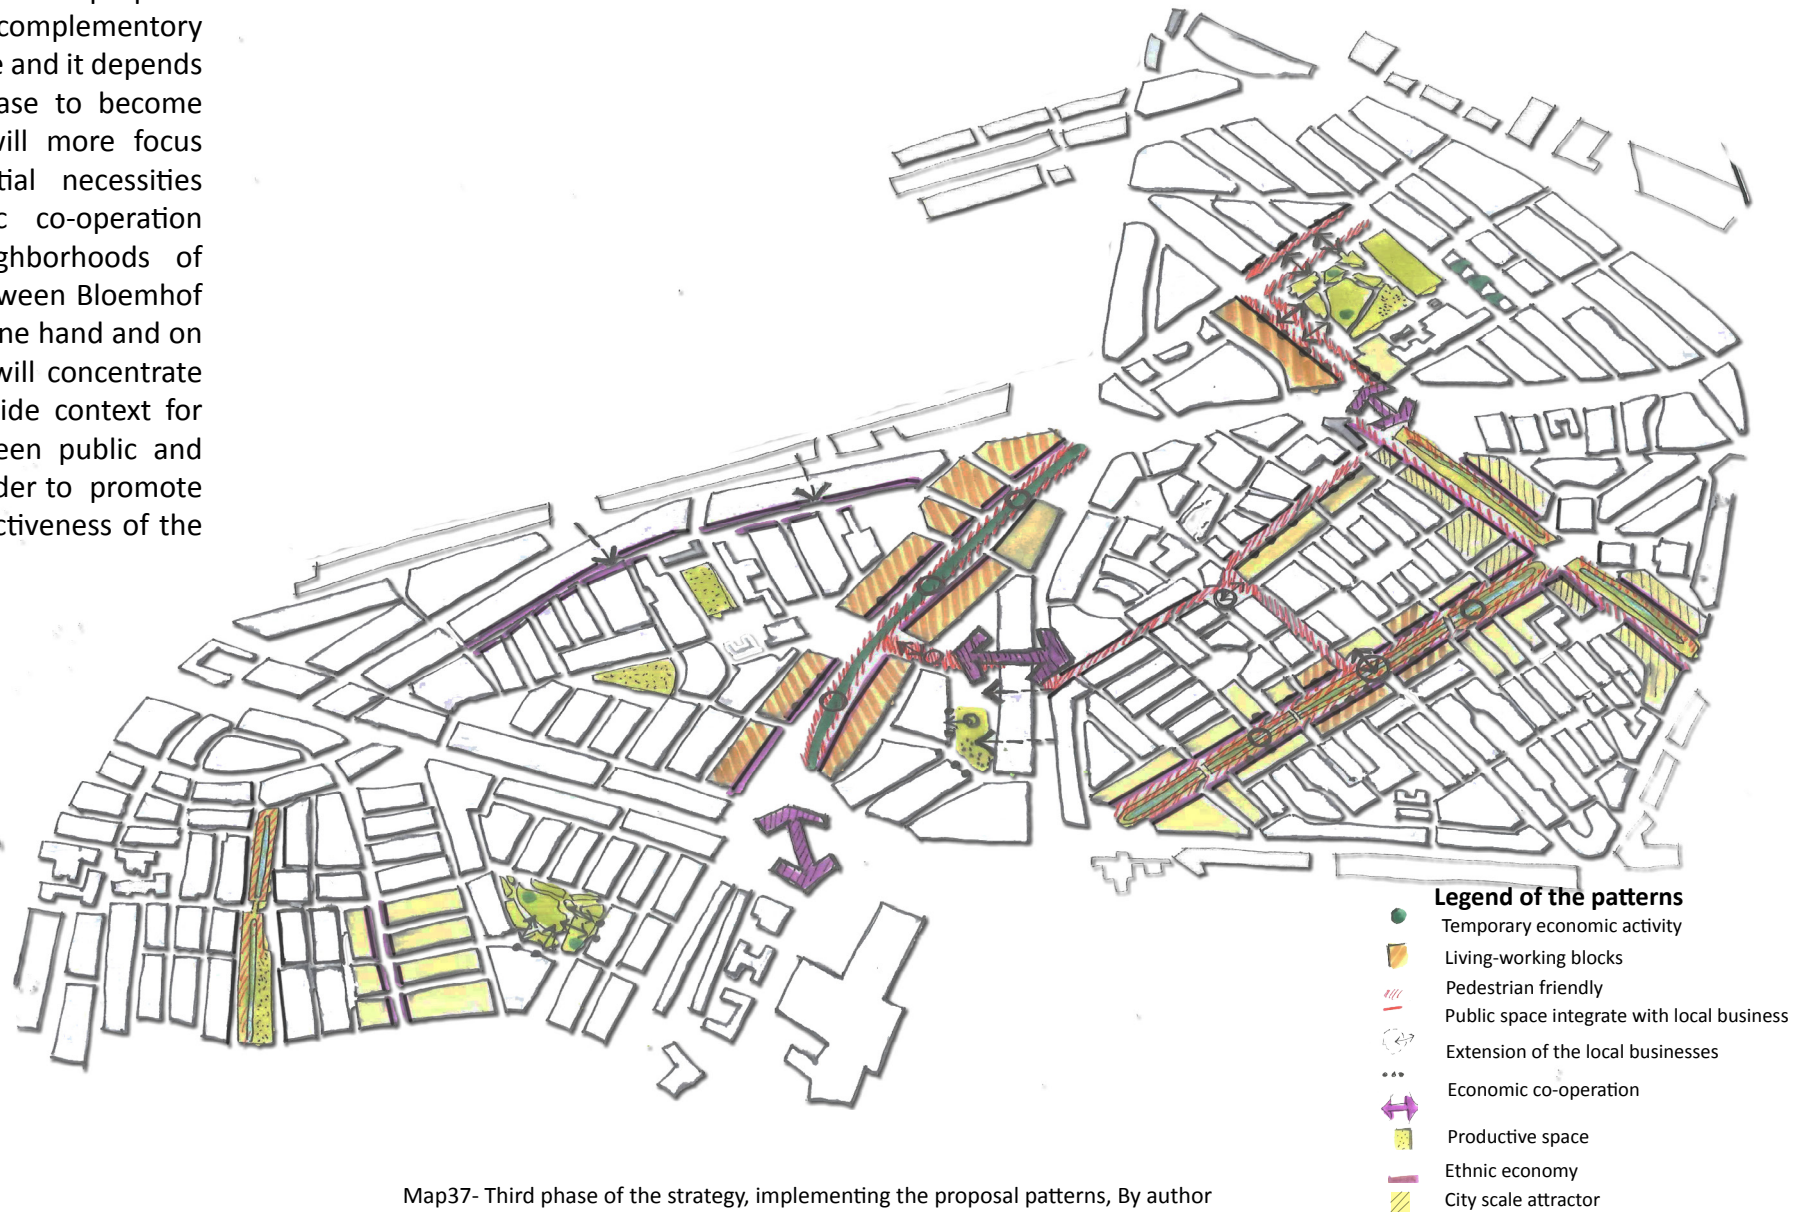 complementory
e and it depends
ase to become
vill more focus
tial necessities
c co-operation
ghborhoods of
ween Bloemhof
one hand and on
will concentrate
ide context for
een public and
der to promote
ctiveness of the
Legend of the patterns
Temporary economic activity
Living-working blocks
Pedestrian friendly
Public space integrate with local business
Extension of the local businesses
Economic co-operation
Productive space
Ethnic economy
City scale attractor
Map37- Third phase of the strategy, implementing the proposal patterns, By author